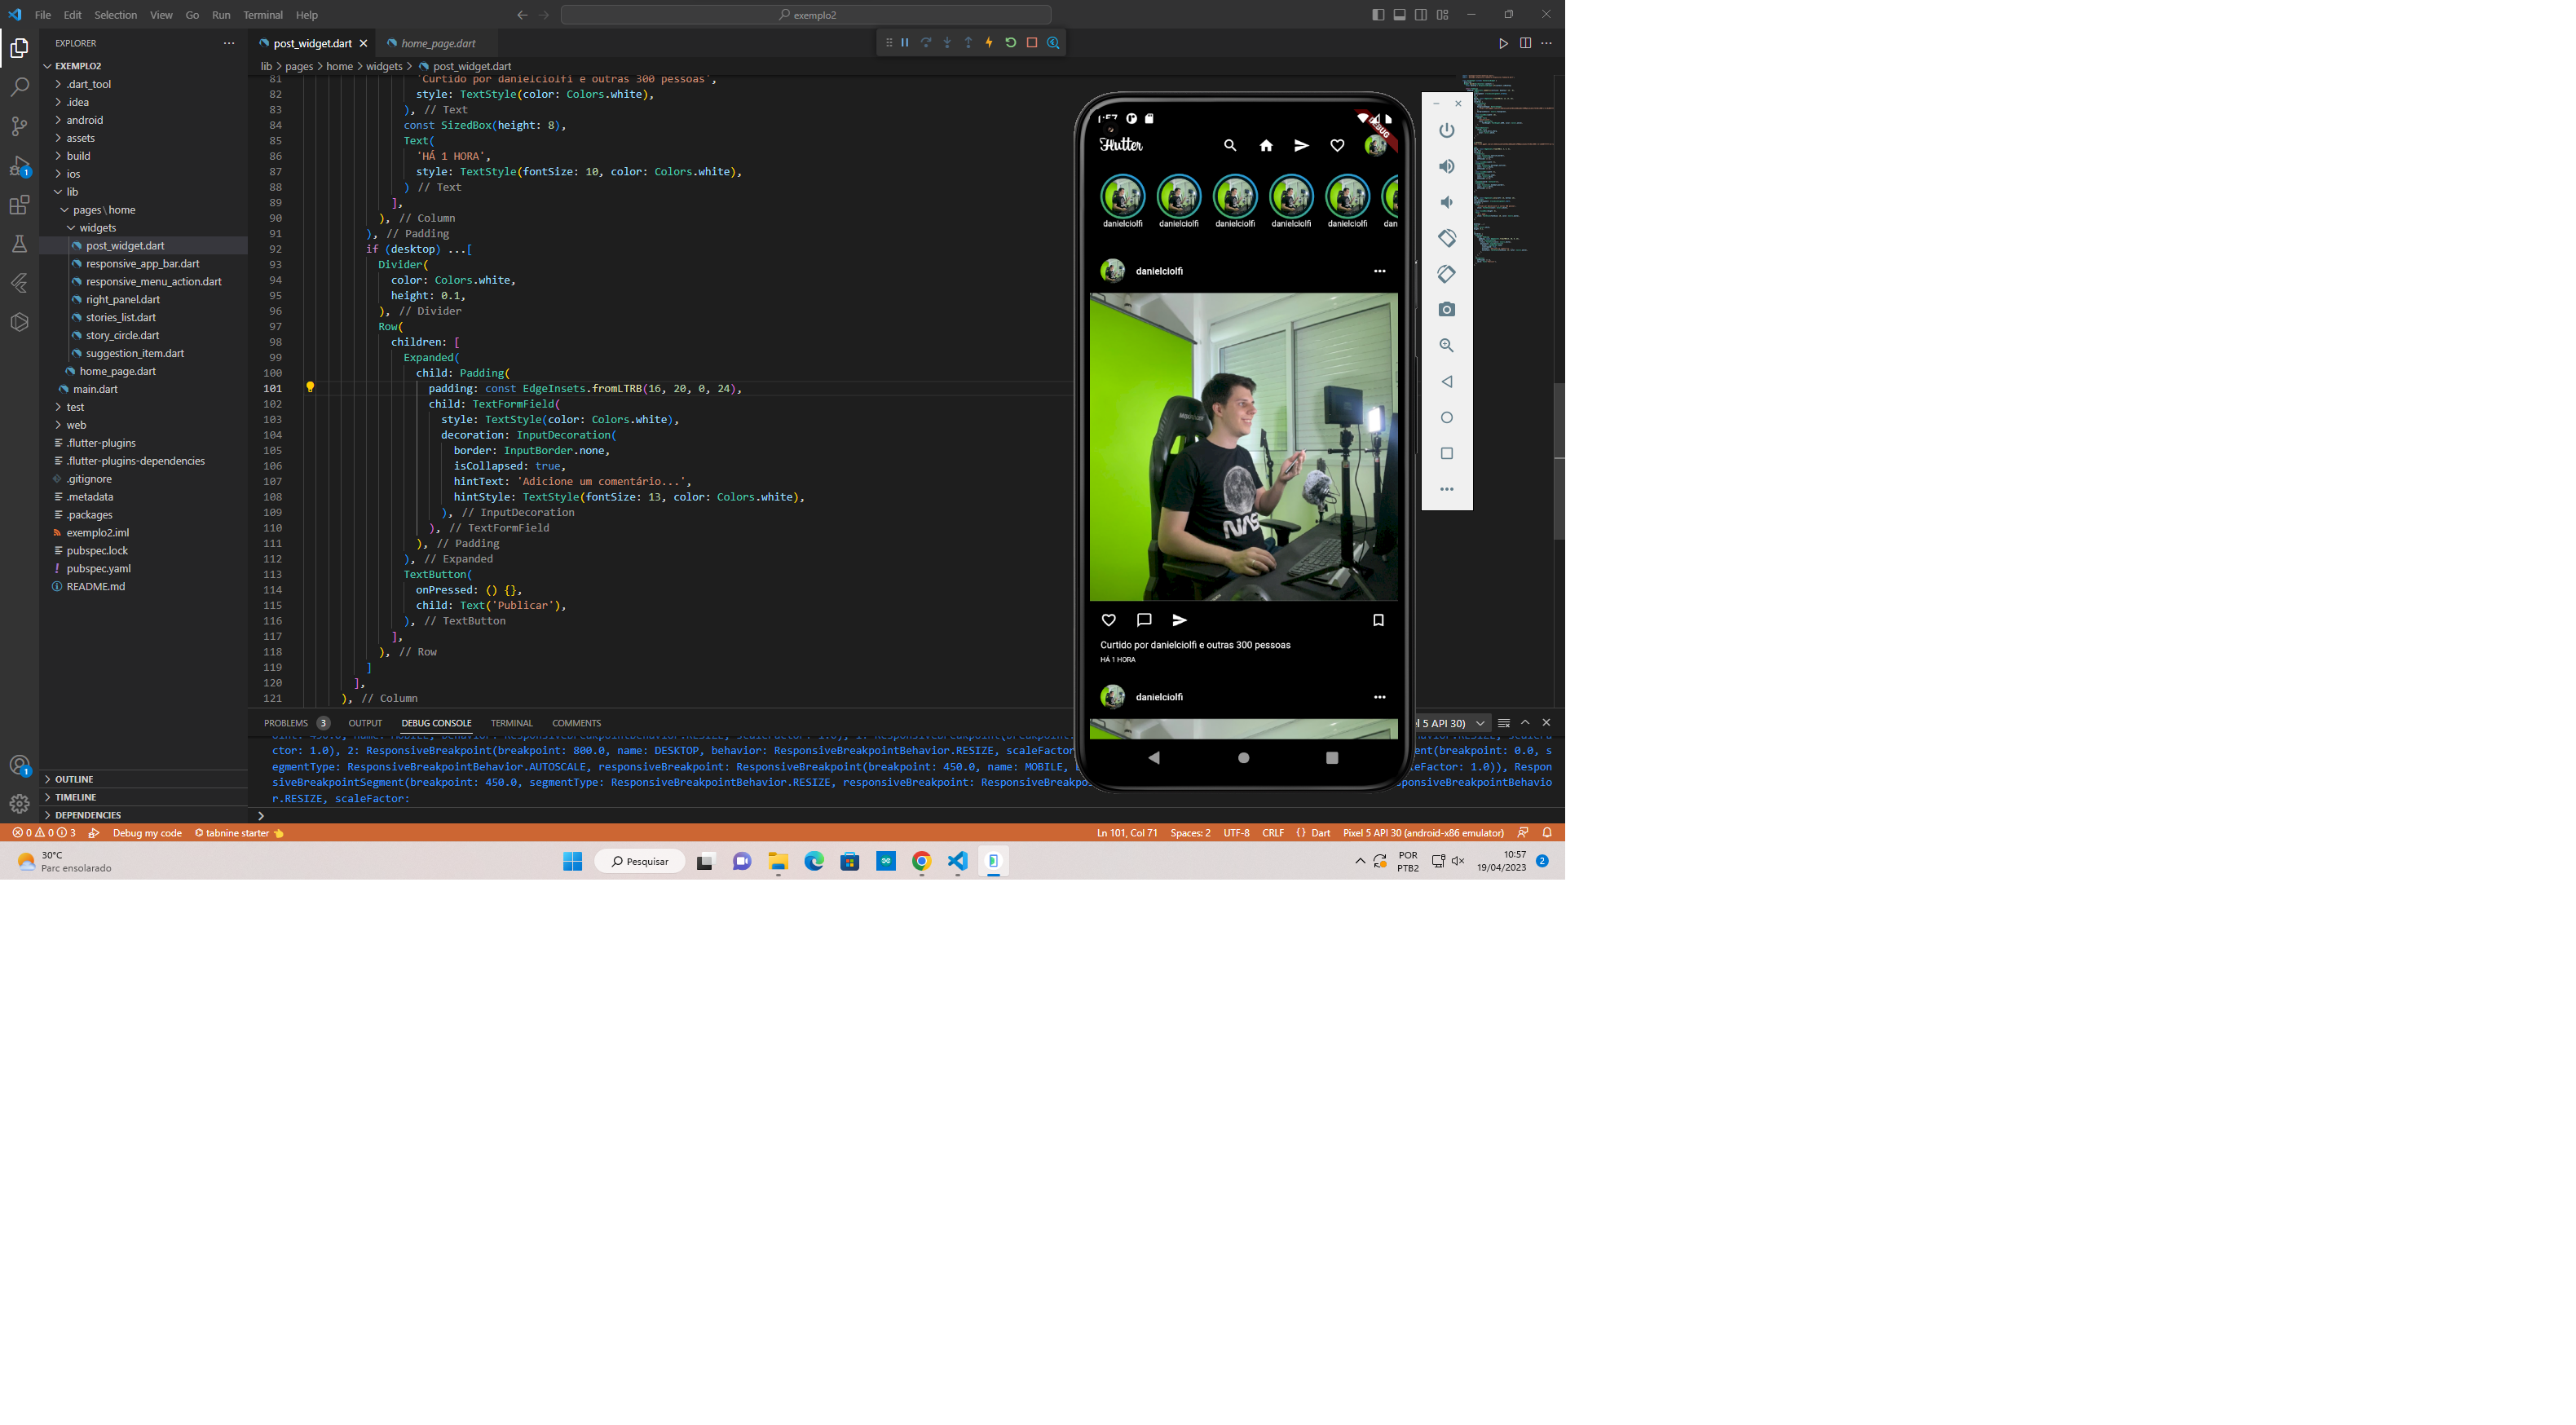 File Edit Selection View Go Run Terminal Help
exemplo2
EXPLORER
EXEMPLO2
.dart_tool
.idea
android
assets
build
ios
lib
pages\home
widgets
post_widget.dart
responsive_app_bar.dart
responsive_menu_action.dart
right_panel.dart
stories_list.dart
story_circle.dart
suggestion_item.dart
home_page.dart
main.dart
test
web
.flutter-plugins
.flutter-plugins-dependencies
.gitignore
.metadata
.packages
exemplo2.iml
pubspec.lock
pubspec.yaml
README.md
OUTLINE
TIMELINE
DEPENDENCIES
post_widget.dart home_page.dart
lib > pages > home > widgets > post_widget.dart
81 'Curtido por danielciolfi e outras 300 pessoas',
82 style: TextStyle(color: Colors.white),
83 ), // Text
84 const SizedBox(height: 8),
85 Text(
86 'HÁ 1 HORA',
87 style: TextStyle(fontSize: 10, color: Colors.white),
88 ) // Text
89 ],
90 ), // Column
91 ), // Padding
92 if (desktop) ...[
93 Divider(
94 color: Colors.white,
95 height: 0.1,
96 ), // Divider
97 Row(
98 children: [
99 Expanded(
100 child: Padding(
101 padding: const EdgeInsets.fromLTRB(16, 20, 0, 24),
102 child: TextFormField(
103 style: TextStyle(color: Colors.white),
104 decoration: InputDecoration(
105 border: InputBorder.none,
106 isCollapsed: true,
107 hintText: 'Adicione um comentário...',
108 hintStyle: TextStyle(fontSize: 13, color: Colors.white),
109 ), // InputDecoration
110 ), // TextFormField
111 ), // Padding
112 ), // Expanded
113 TextButton(
114 onPressed: () {},
115 child: Text('Publicar'),
116 ), // TextButton
117 ],
118 ), // Row
119 ]
120 ],
121 ), // Column
DEBUG
Flutter
danielciolfi danielciolfi danielciolfi danielciolfi danielciolfi dan
danielciolfi
Curtido por danielciolfi e outras 300 pessoas
HÁ 1 HORA
danielciolfi
PROBLEMS 3 OUTPUT DEBUG CONSOLE TERMINAL COMMENTS
l 5 API 30)
ctor: 1.0), 2: ResponsiveBreakpoint(breakpoint: 800.0, name: DESKTOP, behavior: ResponsiveBreakpointBehavior.RESIZE, scaleFactor ent(breakpoint: 0.0, s
egmentType: ResponsiveBreakpointBehavior.AUTOSCALE, responsiveBreakpoint: ResponsiveBreakpoint(breakpoint: 450.0, name: MOBILE, leFactor: 1.0)), Respon
siveBreakpointSegment(breakpoint: 450.0, segmentType: ResponsiveBreakpointBehavior.RESIZE, responsiveBreakpoint: ResponsiveBreakpo sponsiveBreakpointBehavio
r.RESIZE, scaleFactor:
0 0 3 Debug my code tabnine starter Ln 101, Col 71 Spaces: 2 UTF-8 CRLF {} Dart Pixel 5 API 30 (android-x86 emulator)
30°C
Parc ensolarado
Pesquisar
POR
PTB2
10:57
19/04/2023
2